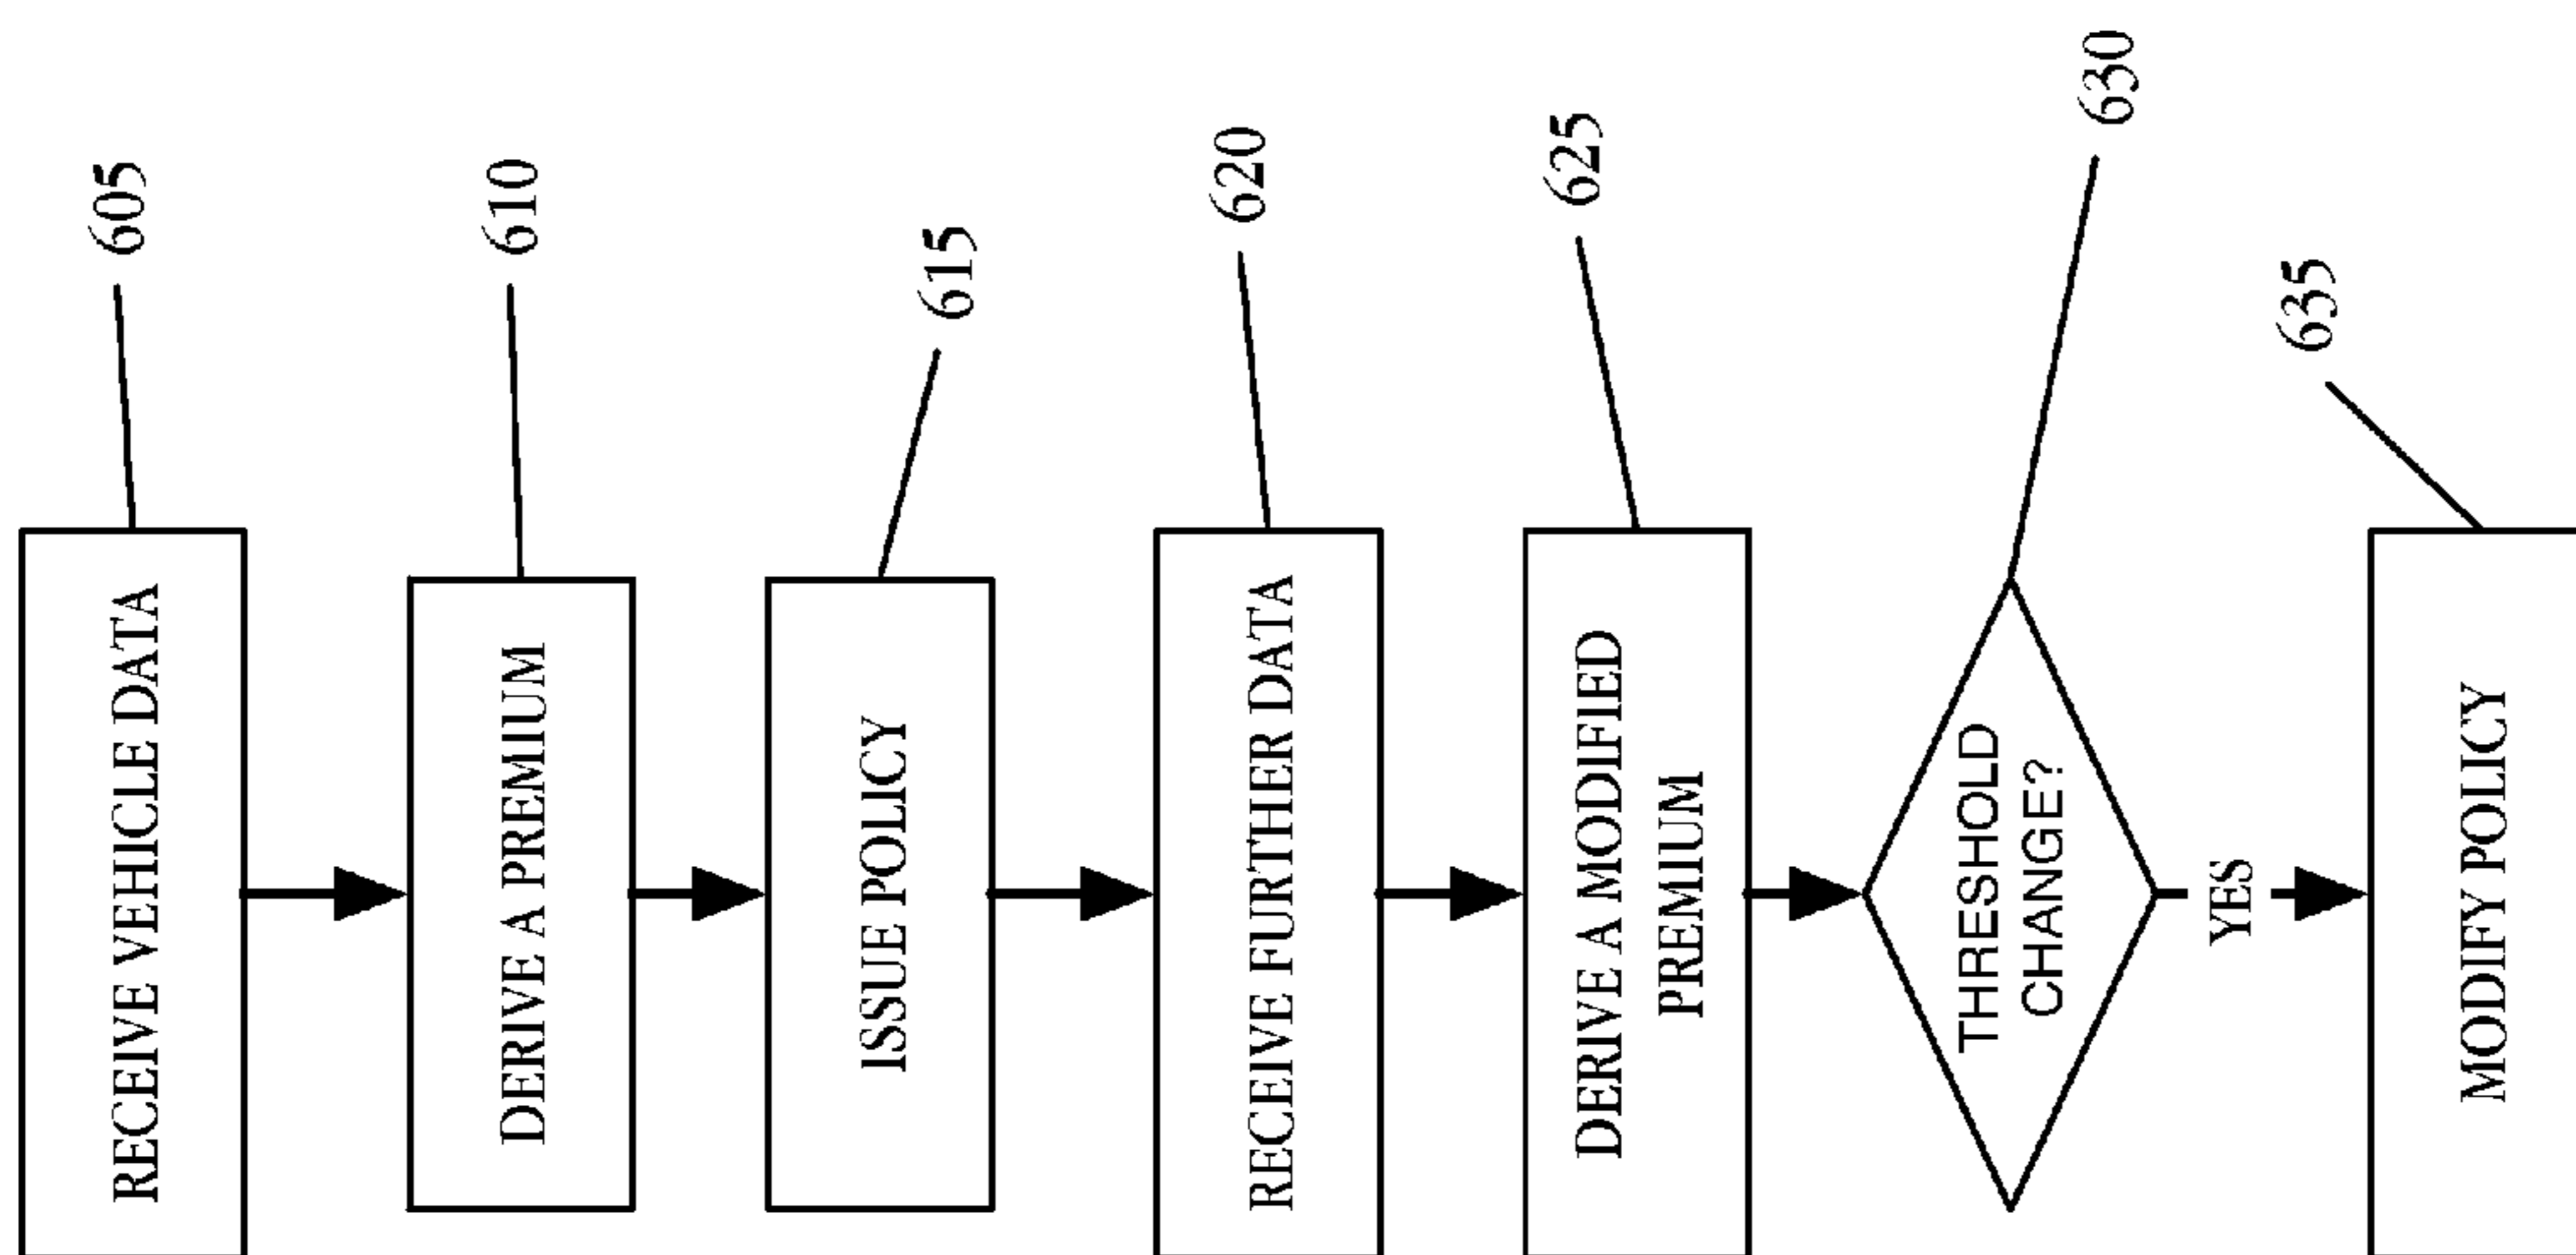 RECEIVE VEHICLE DATA
605
DERIVE A PREMIUM
610
ISSUE POLICY
615
RECEIVE FURTHER DATA
620
DERIVE A MODIFIED
PREMIUM
625
THRESHOLD
CHANGE?
630
YES
MODIFY POLICY
635